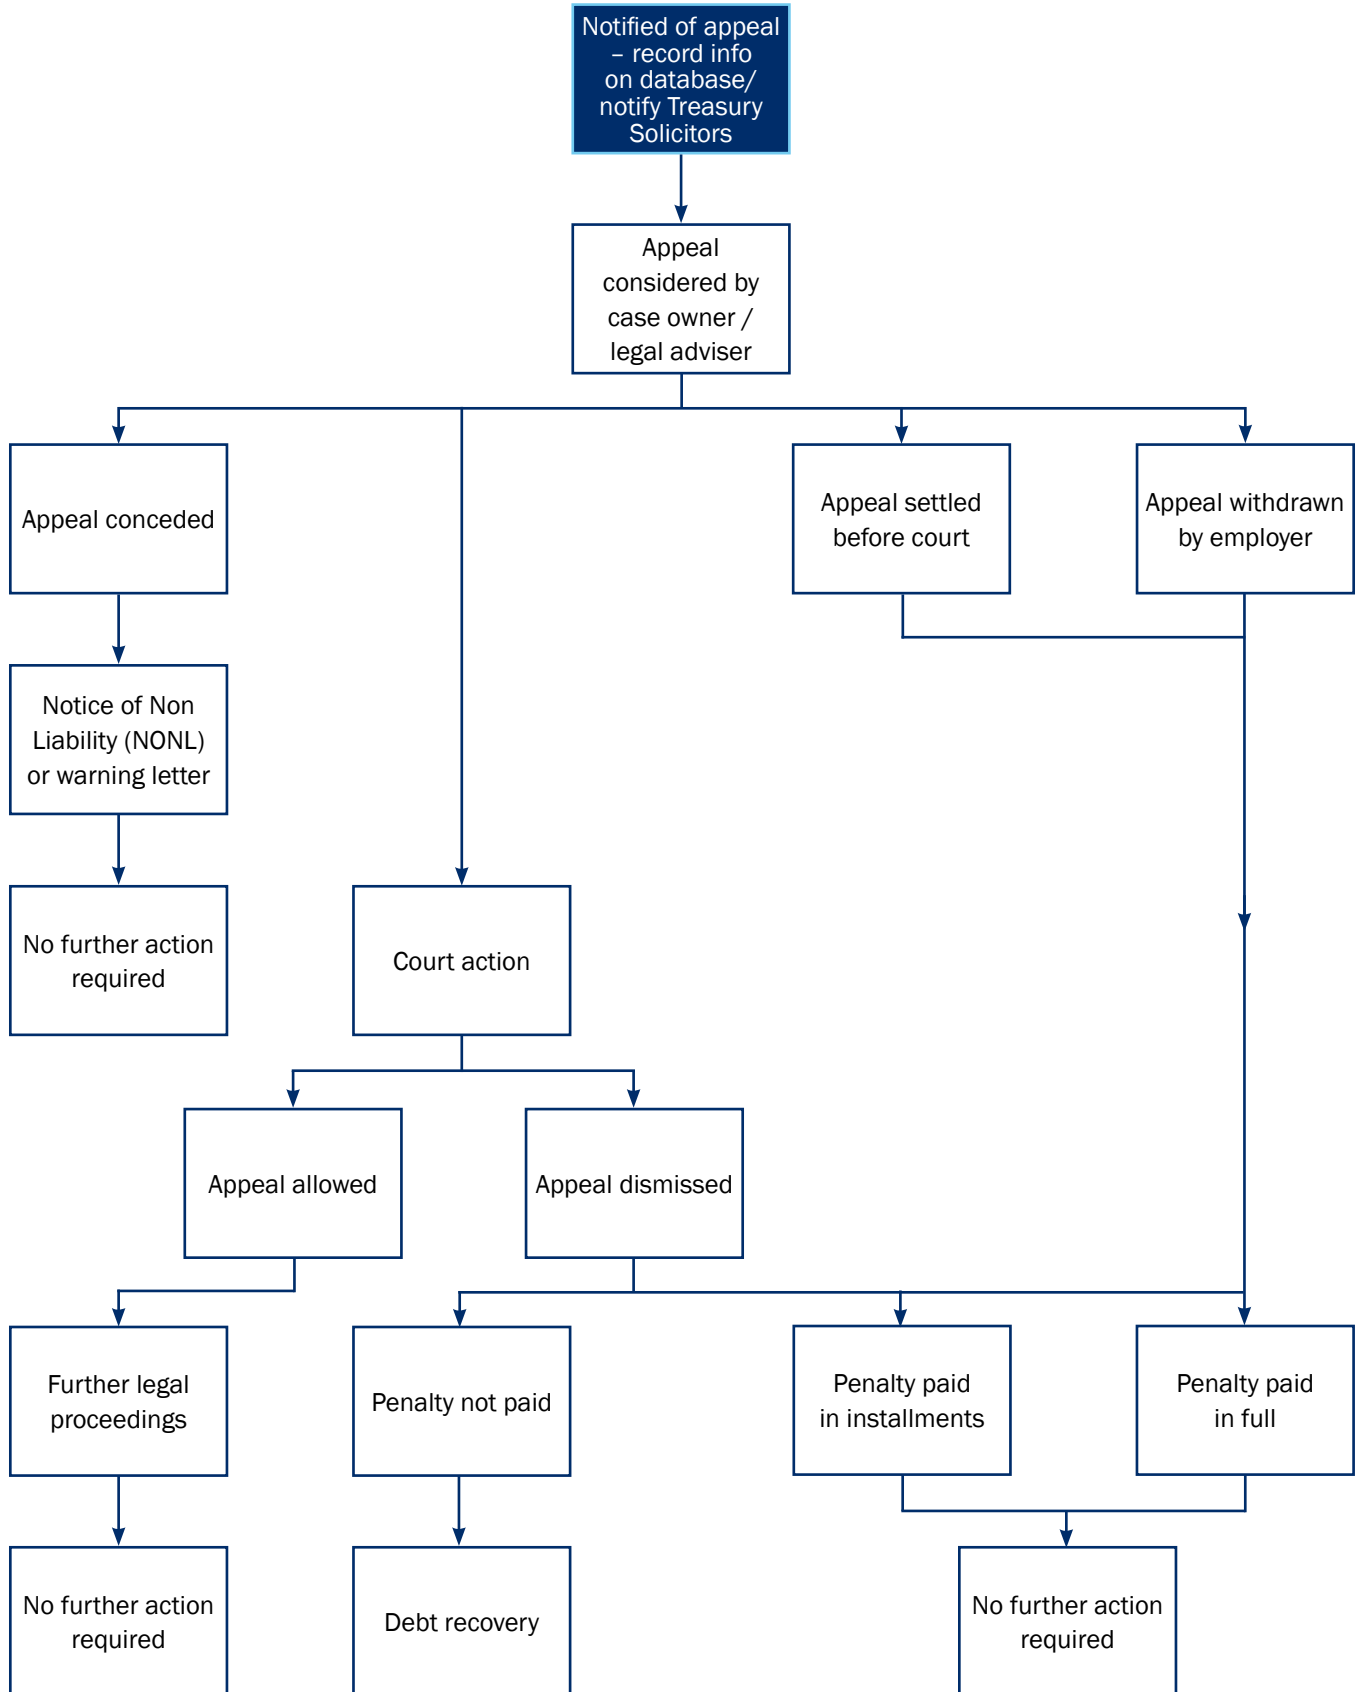 Notified of appeal
– record info
on database/
notify Treasury
Solicitors
Appeal
considered by
case owner /
legal adviser
Appeal conceded
Appeal settled
before court
Appeal withdrawn
by employer
Notice of Non
Liability (NONL)
or warning letter
No further action
required
Court action
Appeal allowed
Appeal dismissed
Further legal
proceedings
Penalty not paid
Penalty paid
in installments
Penalty paid
in full
No further action
required
Debt recovery
No further action
required